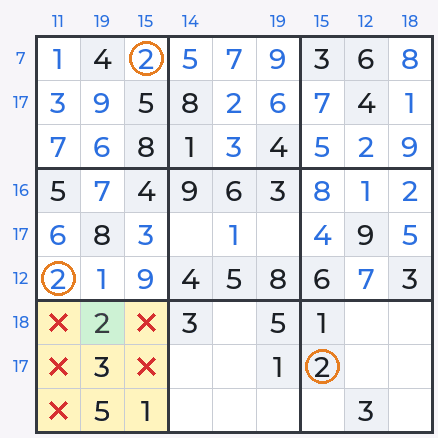 11 19 15 14 19 15 12 18
7 1 4 2 5 7 9 3 6 8
17 3 9 5 8 2 6 7 4 1
7 6 8 1 3 4 5 2 9
16 5 7 4 9 6 3 8 1 2
17 6 8 3 1 4 9 5
12 2 1 9 4 5 8 6 7 3
18 2 3 5 1
17 3 1 2
5 1 3